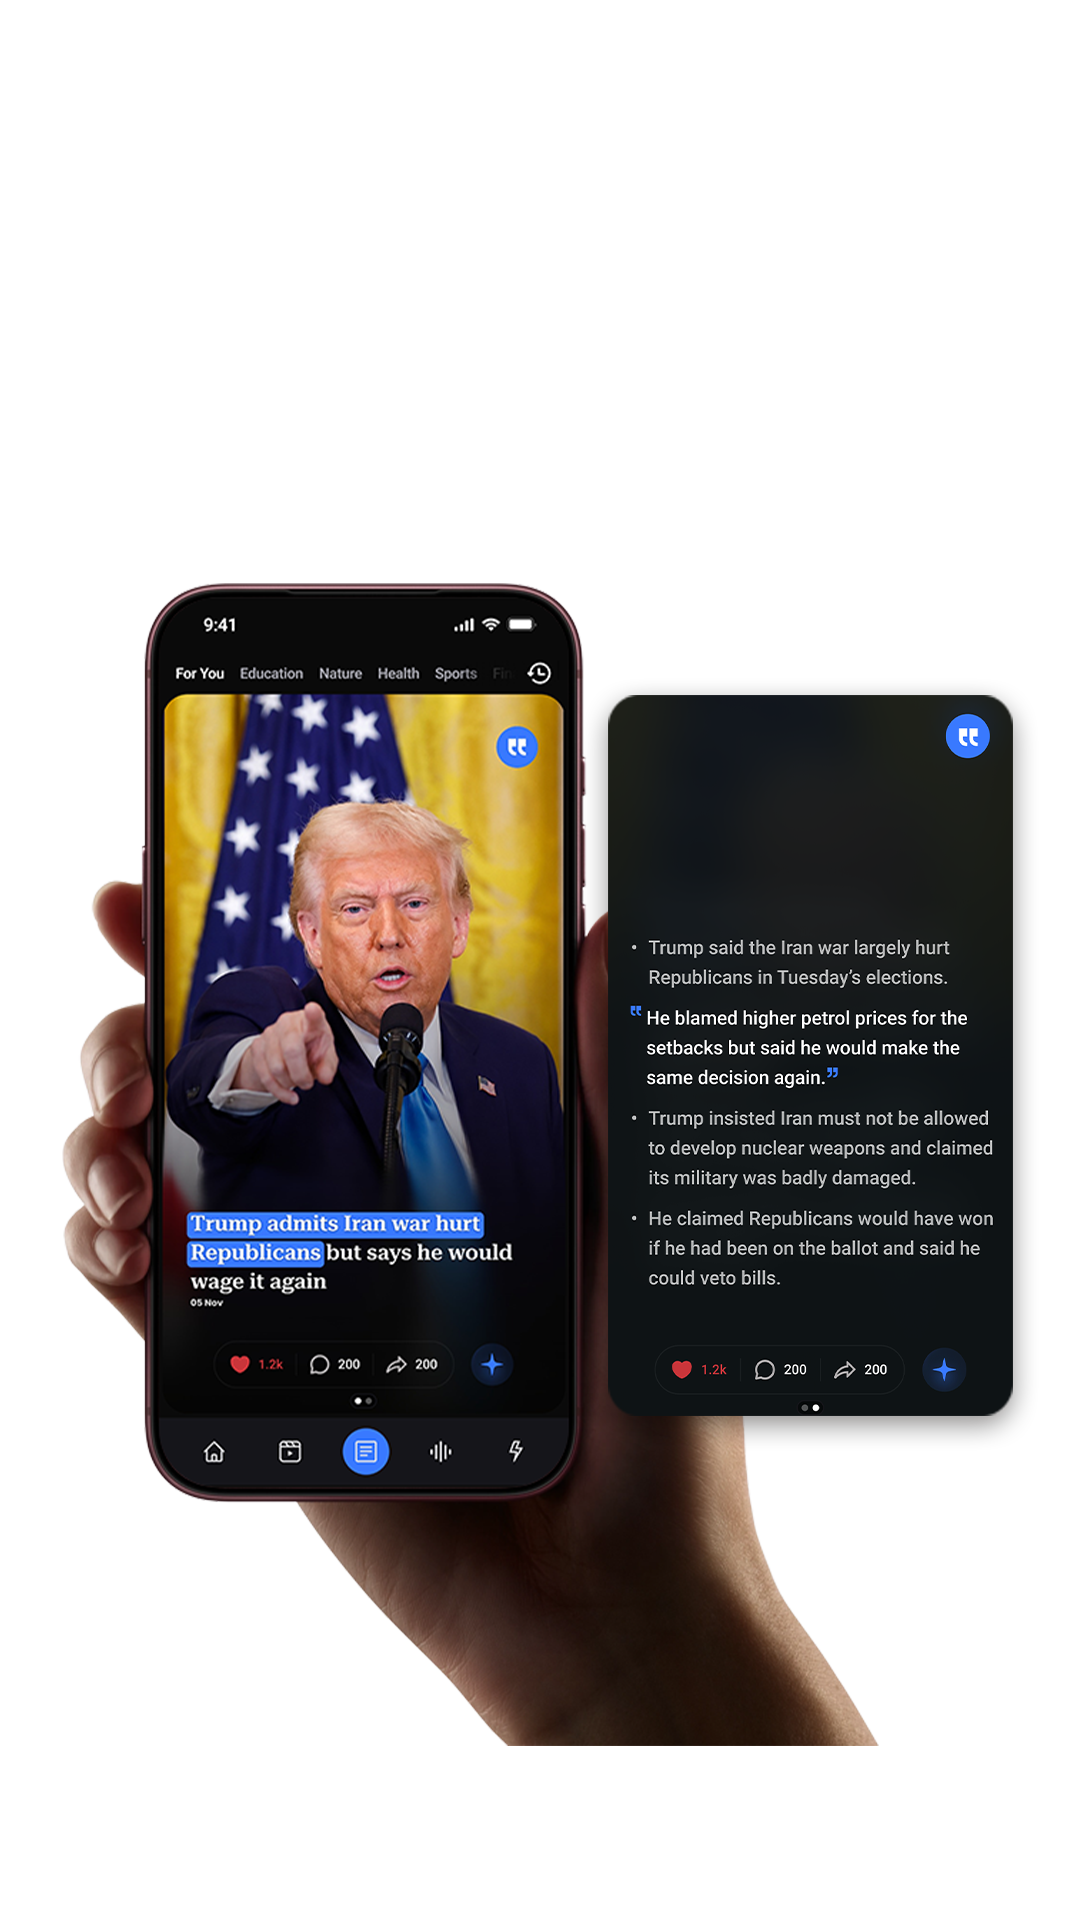 9:41
For You Education Nature Health Sports Fin
Trump admits Iran war hurt
Republicans but says he would
wage it again
05 Nov
1.2k 200 200
• Trump said the Iran war largely hurt
Republicans in Tuesday’s elections.
“He blamed higher petrol prices for the
setbacks but said he would make the
same decision again.”
• Trump insisted Iran must not be allowed
to develop nuclear weapons and claimed
its military was badly damaged.
• He claimed Republicans would have won
if he had been on the ballot and said he
could veto bills.
1.2k 200 200